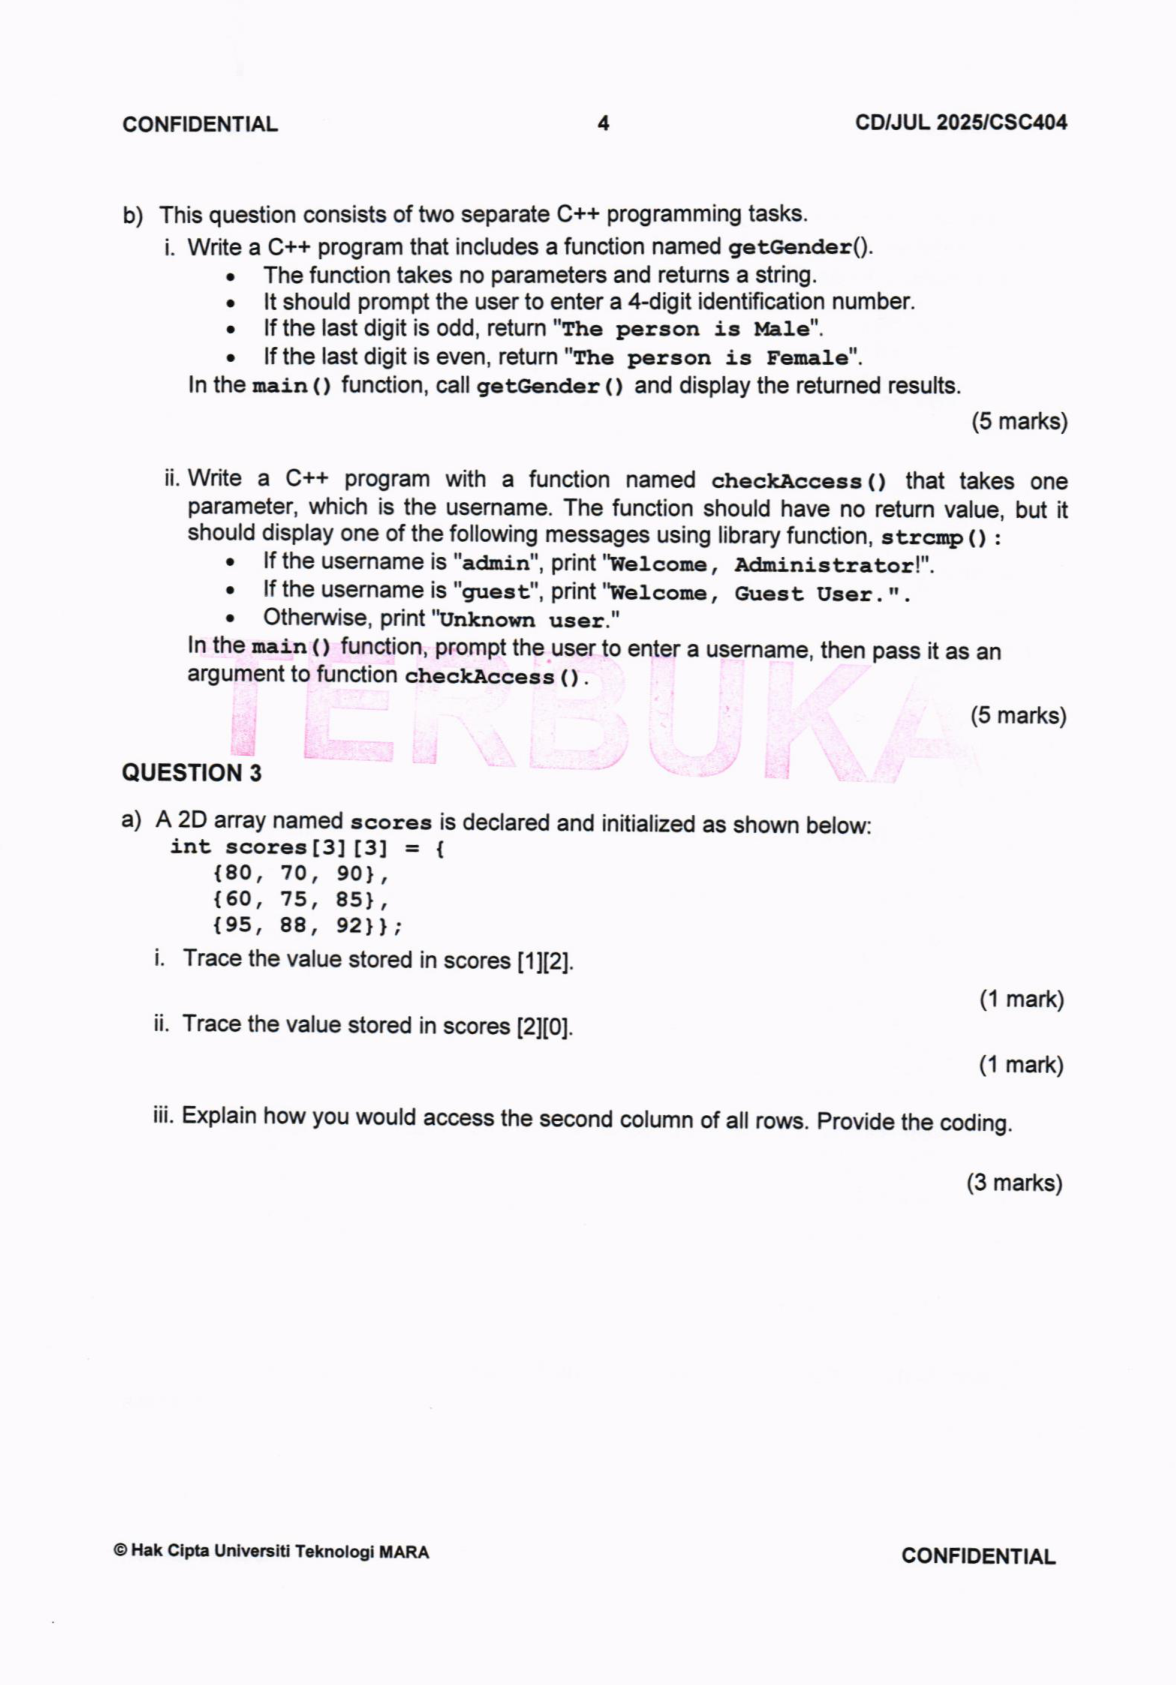 CONFIDENTIAL 4 CD/JUL 2025/CSC404
b) This question consists of two separate C++ programming tasks.
i. Write a C++ program that includes a function named getGender().
• The function takes no parameters and returns a string.
• It should prompt the user to enter a 4-digit identification number.
• If the last digit is odd, return "The person is Male".
• If the last digit is even, return "The person is Female".
In the main() function, call getGender() and display the returned results.
(5 marks)
ii. Write a C++ program with a function named checkAccess() that takes one
parameter, which is the username. The function should have no return value, but it
should display one of the following messages using library function, strcmp():
• If the username is "admin", print "Welcome, Administrator!".
• If the username is "guest", print "Welcome, Guest User.".
• Otherwise, print "Unknown user."
In the main() function, prompt the user to enter a username, then pass it as an
argument to function checkAccess().
TERBUKA
(5 marks)
QUESTION 3
a) A 2D array named scores is declared and initialized as shown below:
int scores[3][3] = {
{80, 70, 90},
{60, 75, 85},
{95, 88, 92}};
i. Trace the value stored in scores [1][2].
(1 mark)
ii. Trace the value stored in scores [2][0].
(1 mark)
iii. Explain how you would access the second column of all rows. Provide the coding.
(3 marks)
© Hak Cipta Universiti Teknologi MARA CONFIDENTIAL